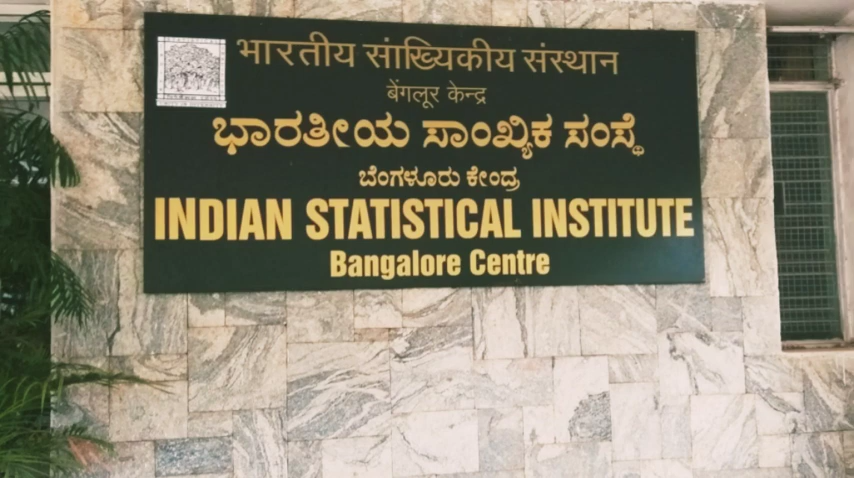 भारतीय सांख्यिकीय संस्थान
बेंगलूर केन्द्र
ಭಾರತೀಯ ಸಾಂಖ್ಯಿಕ ಸಂಸ್ಥೆ
ಬೆಂಗಳೂರು ಕೇಂದ್ರ
INDIAN STATISTICAL INSTITUTE
Bangalore Centre